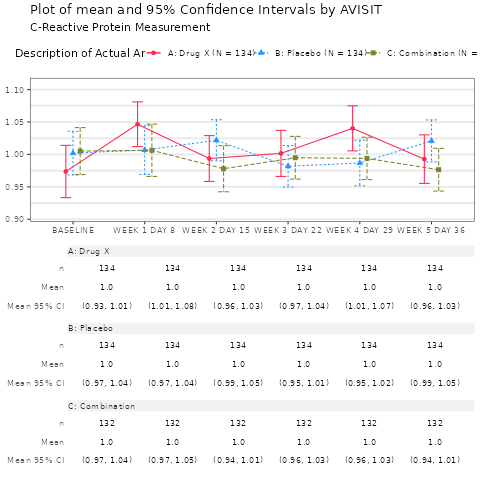 Plot of mean and 95% Confidence Intervals by AVISIT
C-Reactive Protein Measurement
Description of Actual Ar A: Drug X (N = 134) B: Placebo (N = 134) C: Combination (N =
1.10
1.05
1.00
0.95
0.90
BASELINE WEEK 1 DAY 8 WEEK 2 DAY 15 WEEK 3 DAY 22 WEEK 4 DAY 29 WEEK 5 DAY 36
A: Drug X
n 134 134 134 134 134 134
Mean 1.0 1.0 1.0 1.0 1.0 1.0
Mean 95% CI (0.93, 1.01) (1.01, 1.08) (0.96, 1.03) (0.97, 1.04) (1.01, 1.07) (0.96, 1.03)
B: Placebo
n 134 134 134 134 134 134
Mean 1.0 1.0 1.0 1.0 1.0 1.0
Mean 95% CI (0.97, 1.04) (0.97, 1.04) (0.99, 1.05) (0.95, 1.01) (0.95, 1.02) (0.99, 1.05)
C: Combination
n 132 132 132 132 132 132
Mean 1.0 1.0 1.0 1.0 1.0 1.0
Mean 95% CI (0.97, 1.04) (0.97, 1.05) (0.94, 1.01) (0.96, 1.03) (0.96, 1.03) (0.94, 1.01)